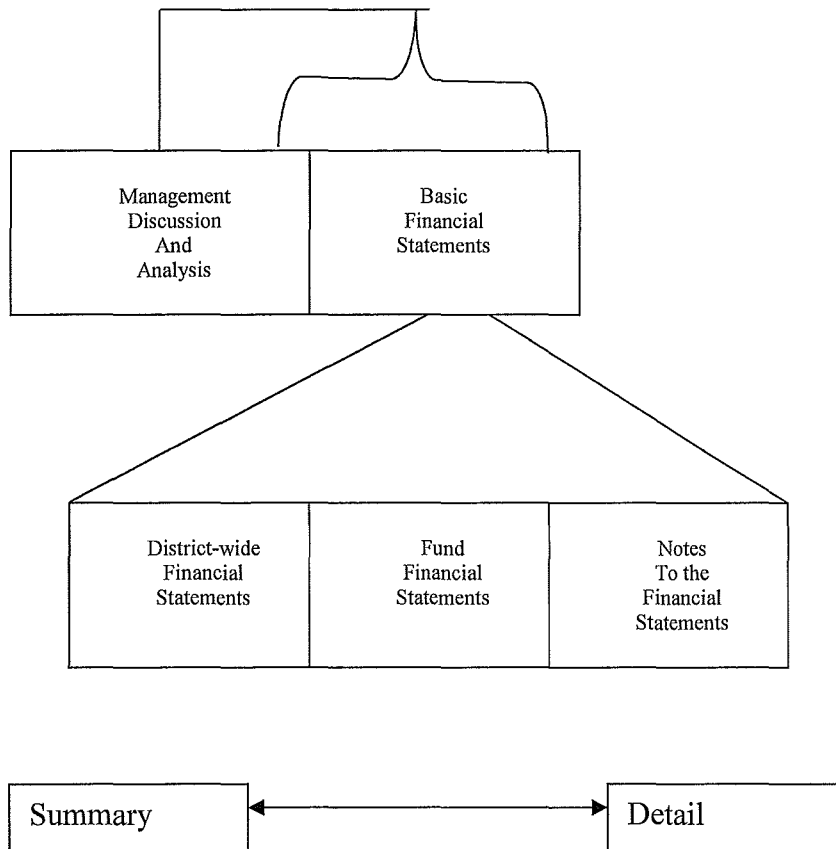 Management
Discussion
And
Analysis
Basic
Financial
Statements
District-wide
Financial
Statements
Fund
Financial
Statements
Notes
To the
Financial
Statements
Summary
Detail